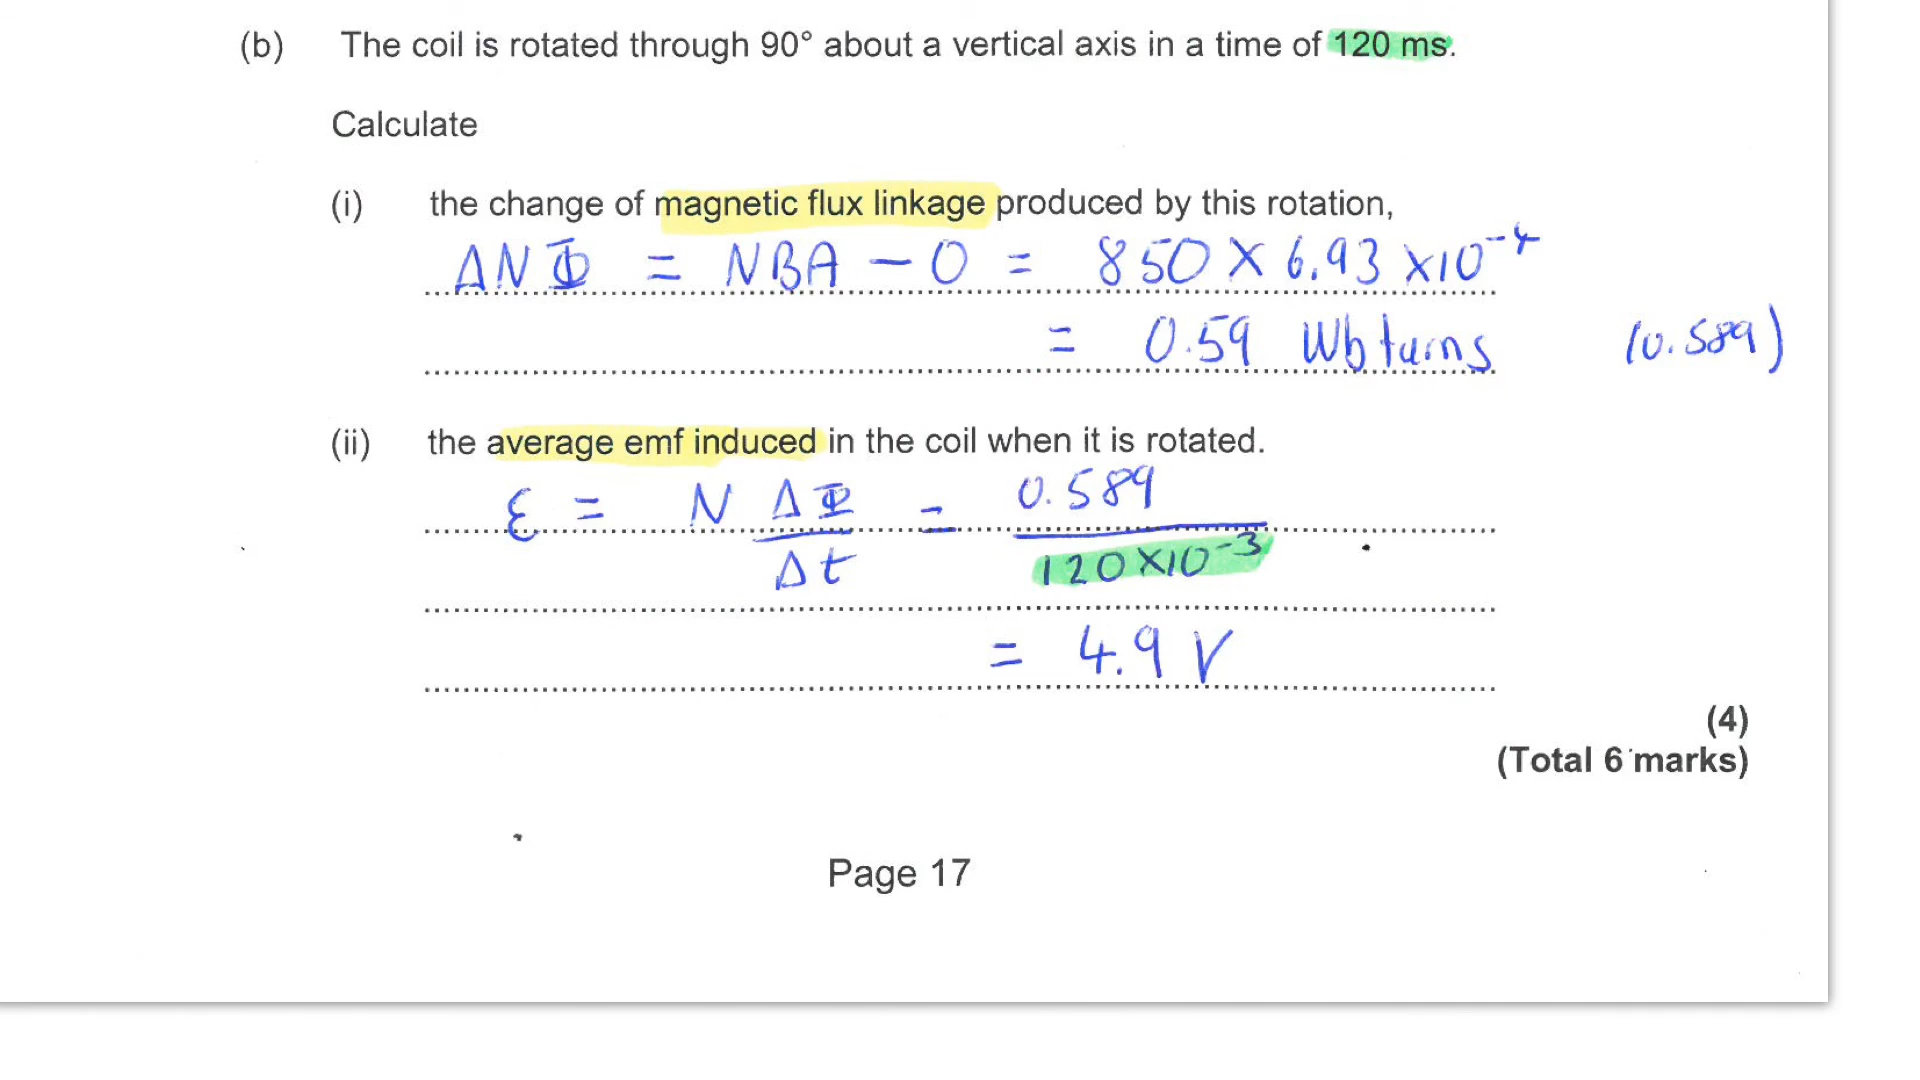 (b) The coil is rotated through 90° about a vertical axis in a time of 120 ms.
Calculate
(i) the change of magnetic flux linkage produced by this rotation,
ΔNΦ = NBA − 0 = 850 × 6.93 ×10⁻⁴
= 0.59 Wb turns (0.589)
(ii) the average emf induced in the coil when it is rotated.
ε = N ΔΦ = 0.589
Δt 120×10⁻³
= 4.9 V
(4)
(Total 6 marks)
Page 17